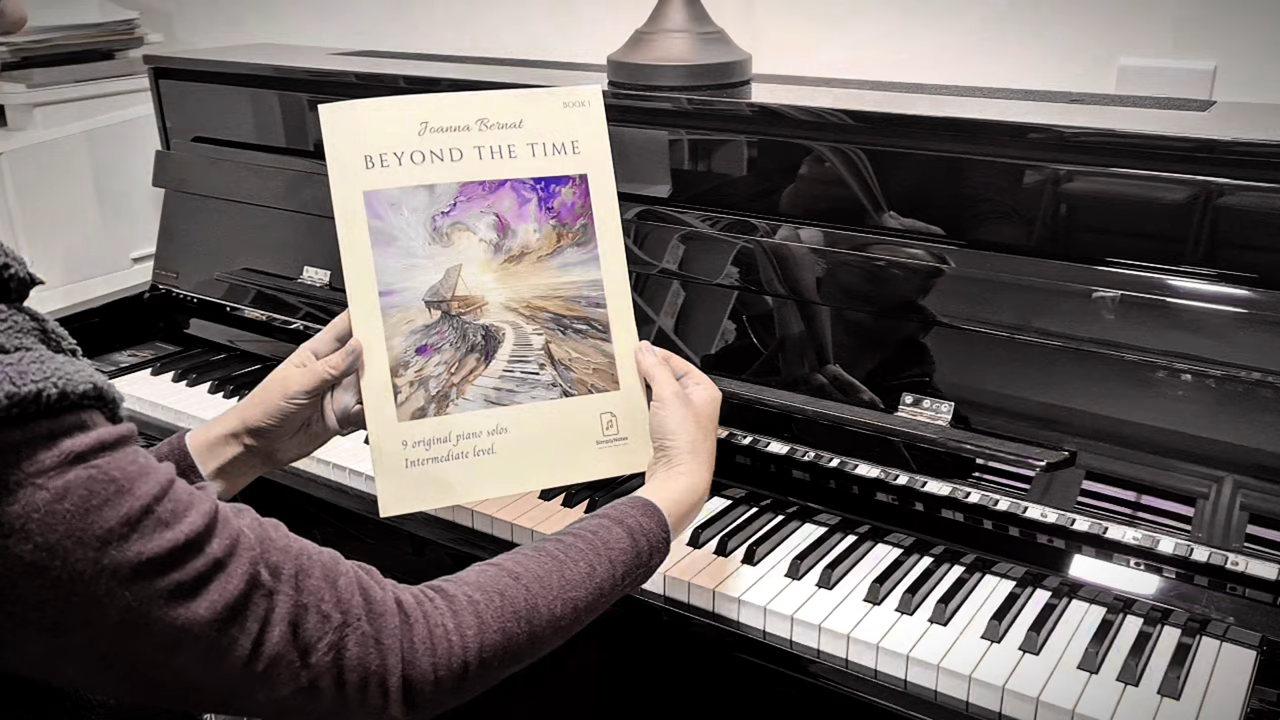 BOOK 1
Joanna Bernat
BEYOND THE TIME
9 original piano solos.
Intermediate level.
SimplyNotes